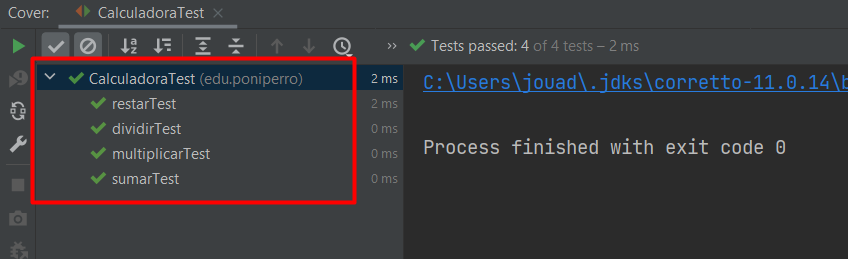 Cover: CalculadoraTest
Tests passed: 4 of 4 tests – 2 ms
CalculadoraTest (edu.poniperro) 2 ms
restarTest 2 ms
dividirTest 0 ms
multiplicarTest 0 ms
sumarTest 0 ms
C:\Users\jouad\.jdks\corretto-11.0.14\b
Process finished with exit code 0